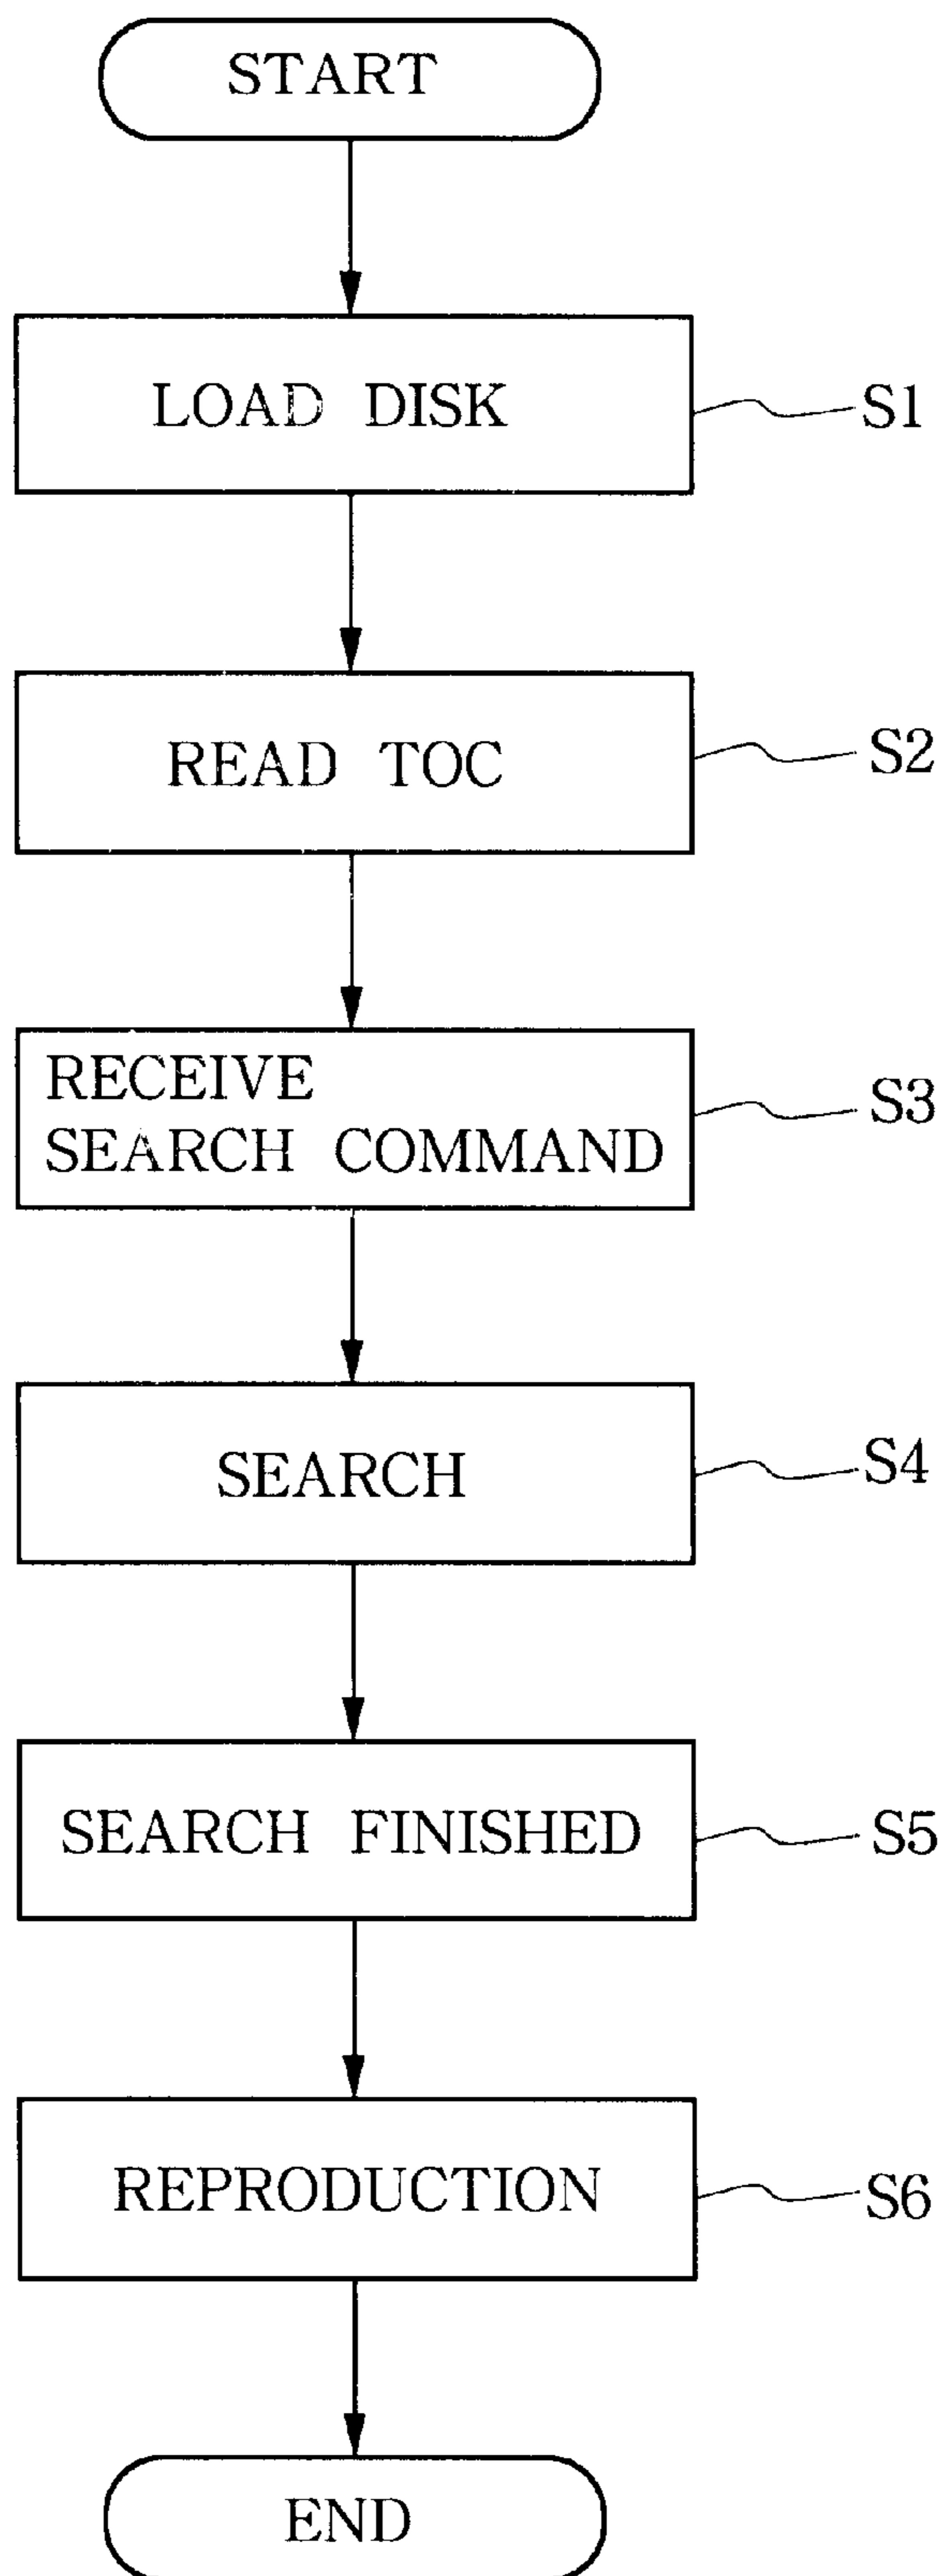 START
LOAD DISK
S1
READ TOC
S2
RECEIVE
SEARCH COMMAND
S3
SEARCH
S4
SEARCH FINISHED
S5
REPRODUCTION
S6
END